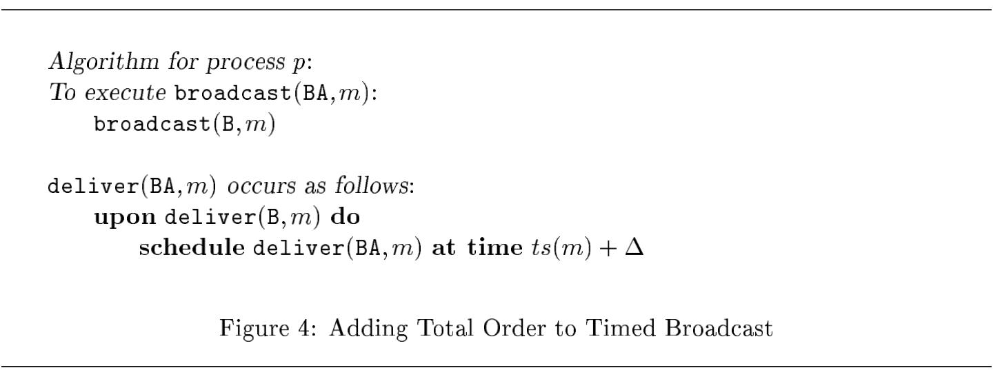 Algorithm for process p:
To execute broadcast(BA,m):
broadcast(B,m)
deliver(BA,m) occurs as follows:
upon deliver(B,m) do
schedule deliver(BA,m) at time ts(m) + Δ
Figure 4: Adding Total Order to Timed Broadcast